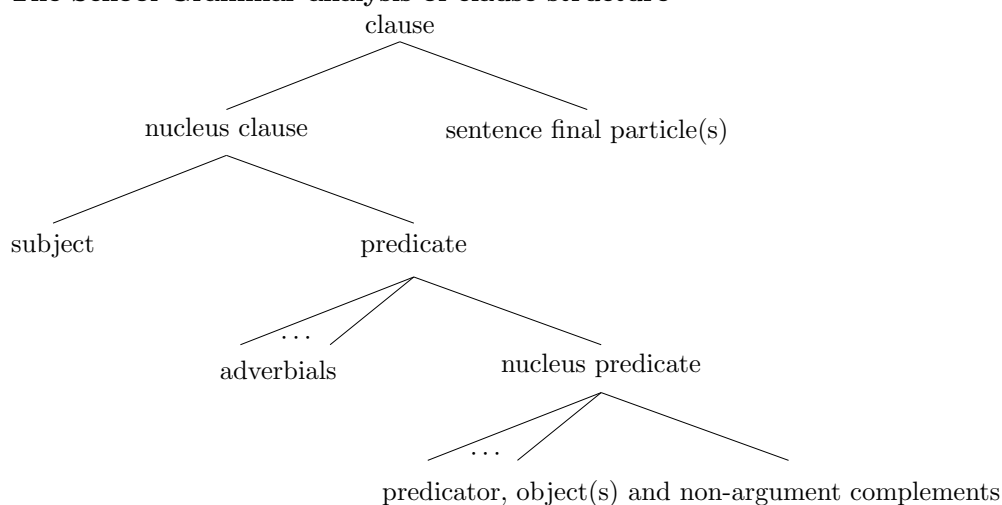 The School Grammar analysis of clause structure
clause
nucleus clause
sentence final particle(s)
subject
predicate
...
adverbials
nucleus predicate
...
predicator, object(s) and non-argument complements